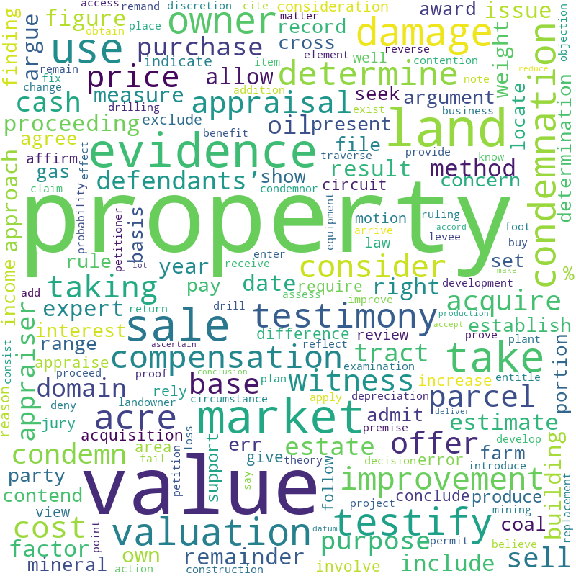 access remand discretion cite consideration award issue
place
figure owner damage
finding argue use purchase cross record matter reverse weight objection
indicate price allow determine element contention
remain item
fix cash measure appraisal seek well argument note reduce
change drilling addition exist business locate
proceeding exclude oil present land condemnation determination
agree benefit evidence file traverse provide method
affirm effect show result know
gas defendants' circuit condemnor concern
claim probability petitioner basis property motion ruling accord
income approach rule year law levee foot
equipment arrive buy
add taking enter date consider right set %
expert pay receive require development acquire
return assess improve production prove
interest sale testimony review accept establish
range difference make plant
consist ascertain compensation reflect examination take
appraise proof conclusion witness tract entitle
reason appraiser domain proceed plan base rely depreciation increase parcel portion
deny landowner circumstance apply deliver
jury acre market admit estimate
acquisition premise develop
condemn area err estate offer farm error
fail support give theory decision introduce
party value loss follow say improvement building
contend petition conclude produce
view project mining
cost valuation testify coal
factor point datum permit believe
own remainder purpose include sell replacement
mineral action construction involve